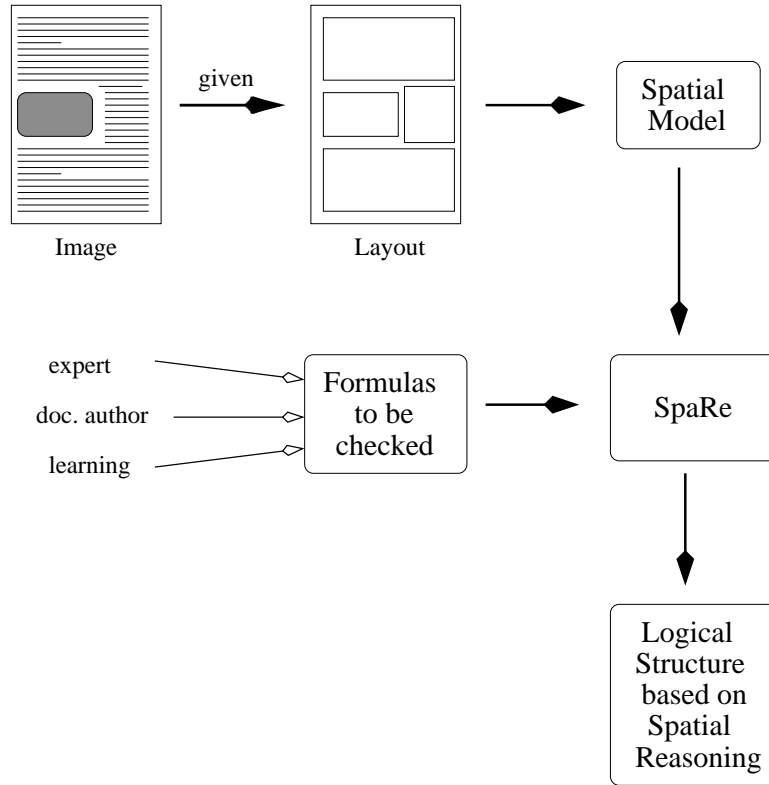 given
Spatial
Model
Image
Layout
expert
doc. author
learning
Formulas
to be
checked
SpaRe
Logical
Structure
based on
Spatial
Reasoning